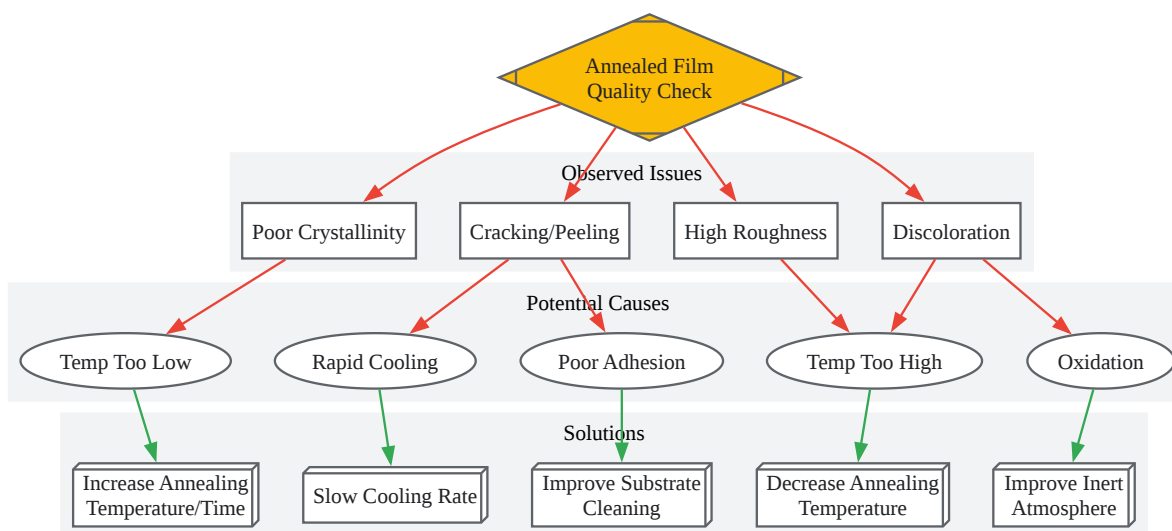 Annealed Film
Quality Check
Observed Issues
Poor Crystallinity
Cracking/Peeling
High Roughness
Discoloration
Potential Causes
Temp Too Low
Rapid Cooling
Poor Adhesion
Temp Too High
Oxidation
Solutions
Increase Annealing
Temperature/Time
Slow Cooling Rate
Improve Substrate
Cleaning
Decrease Annealing
Temperature
Improve Inert
Atmosphere